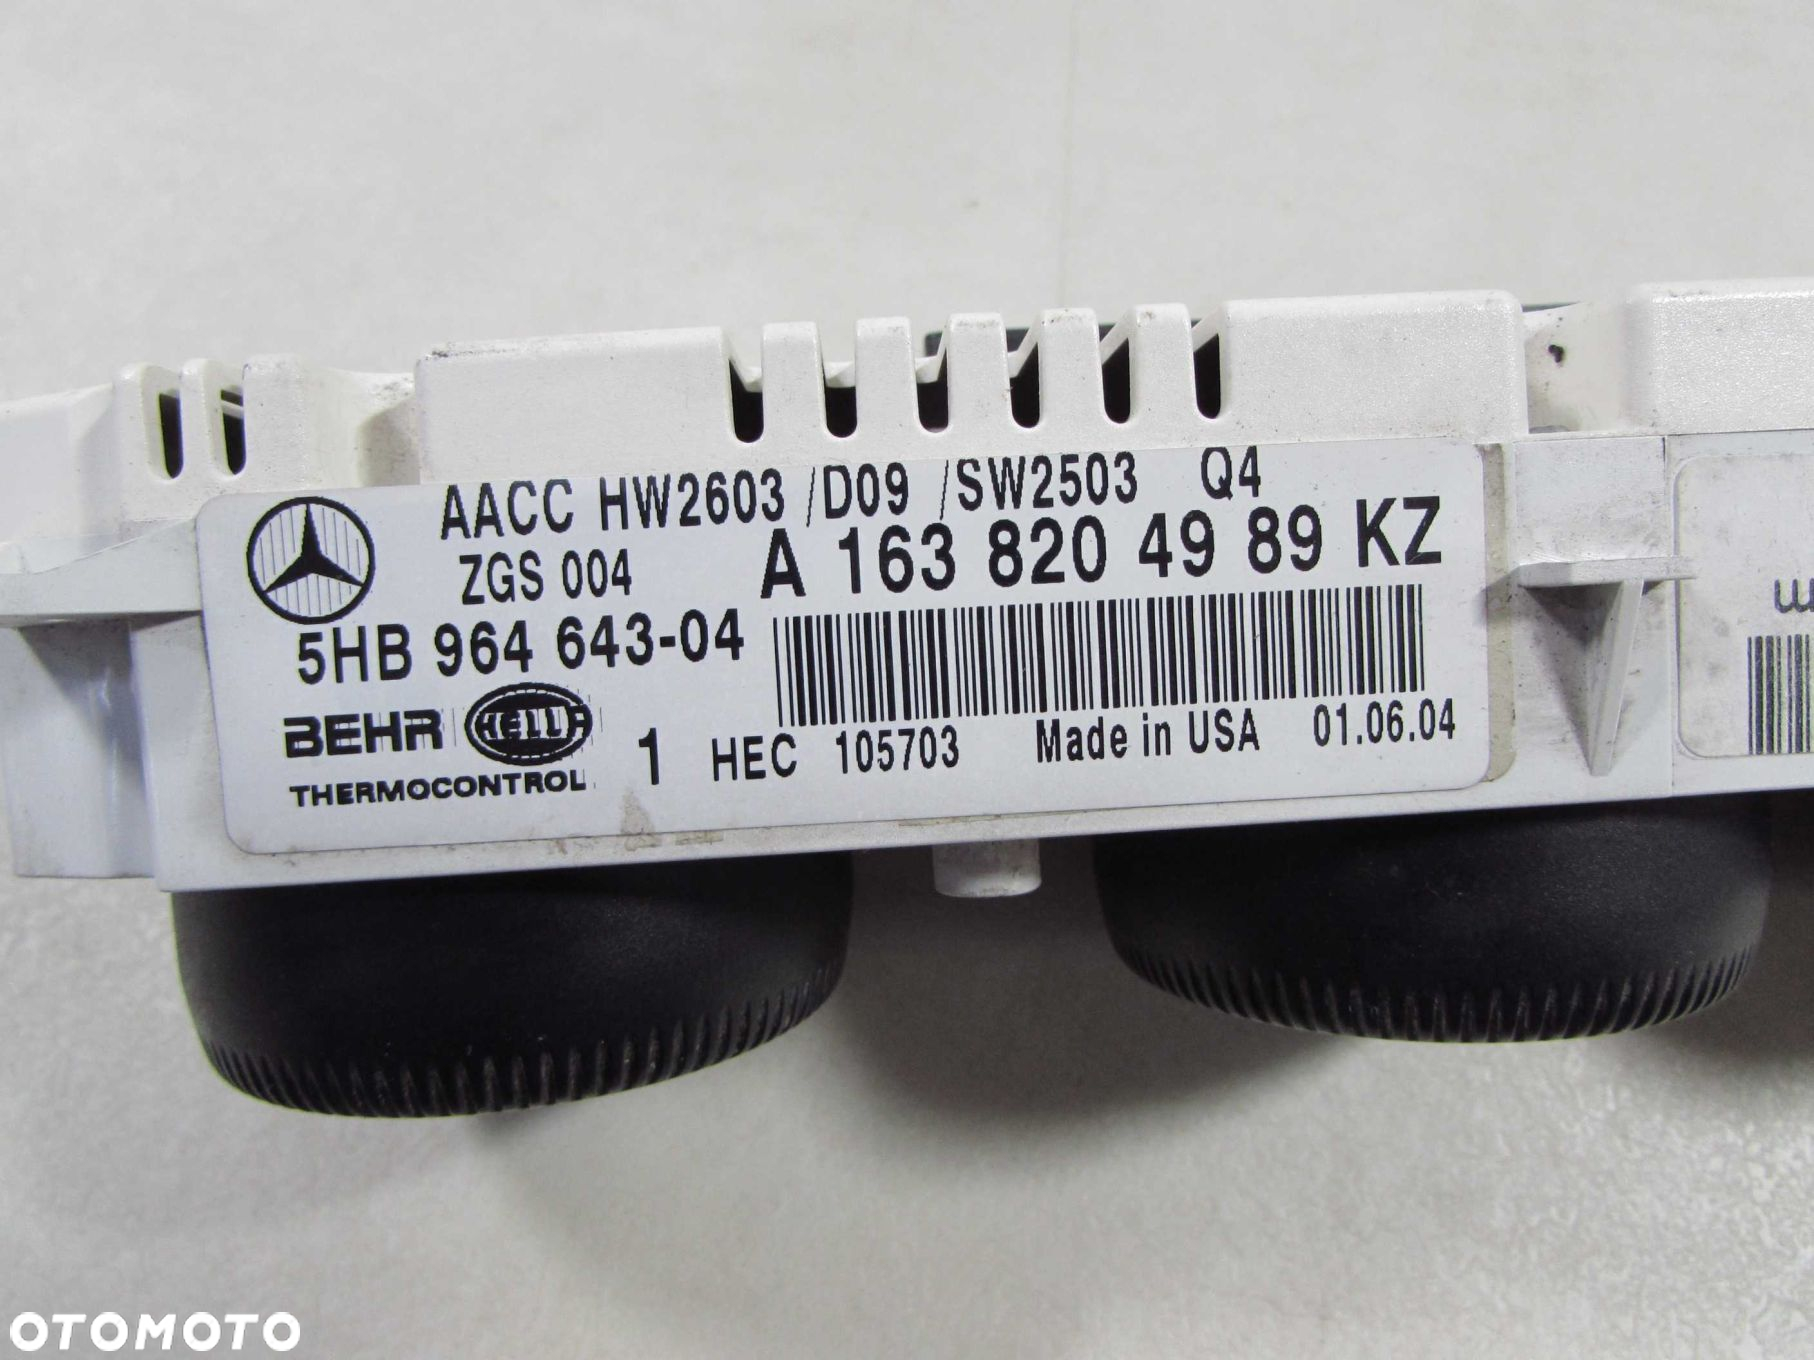 AACC HW2603 /D09 /SW2503 Q4
ZGS 004 A 163 820 49 89 KZ
5HB 964 643-04
BEHR HELLA
THERMOCONTROL 1 HEC 105703 Made in USA 01.06.04
OTOMOTO